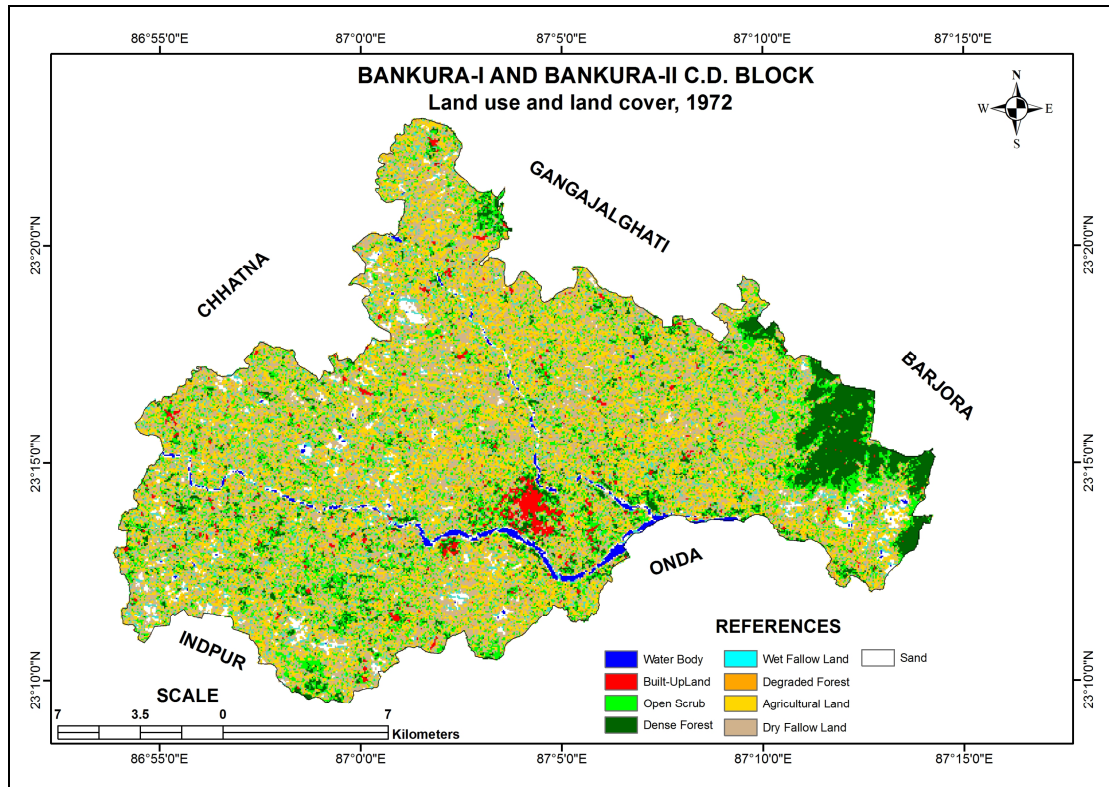 86°55'0"E 87°0'0"E 87°5'0"E 87°10'0"E 87°15'0"E
BANKURA-I AND BANKURA-II C.D. BLOCK
Land use and land cover, 1972
N
W E
S
GANGAJALGHATI
CHHATNA
BARJORA
ONDA
INDPUR
23°20'0"N 23°20'0"N
23°15'0"N 23°15'0"N
23°10'0"N 23°10'0"N
REFERENCES
Water Body Wet Fallow Land Sand
Built-UpLand Degraded Forest
Open Scrub Agricultural Land
Dense Forest Dry Fallow Land
SCALE
7 3.5 0 7
Kilometers
86°55'0"E 87°0'0"E 87°5'0"E 87°10'0"E 87°15'0"E